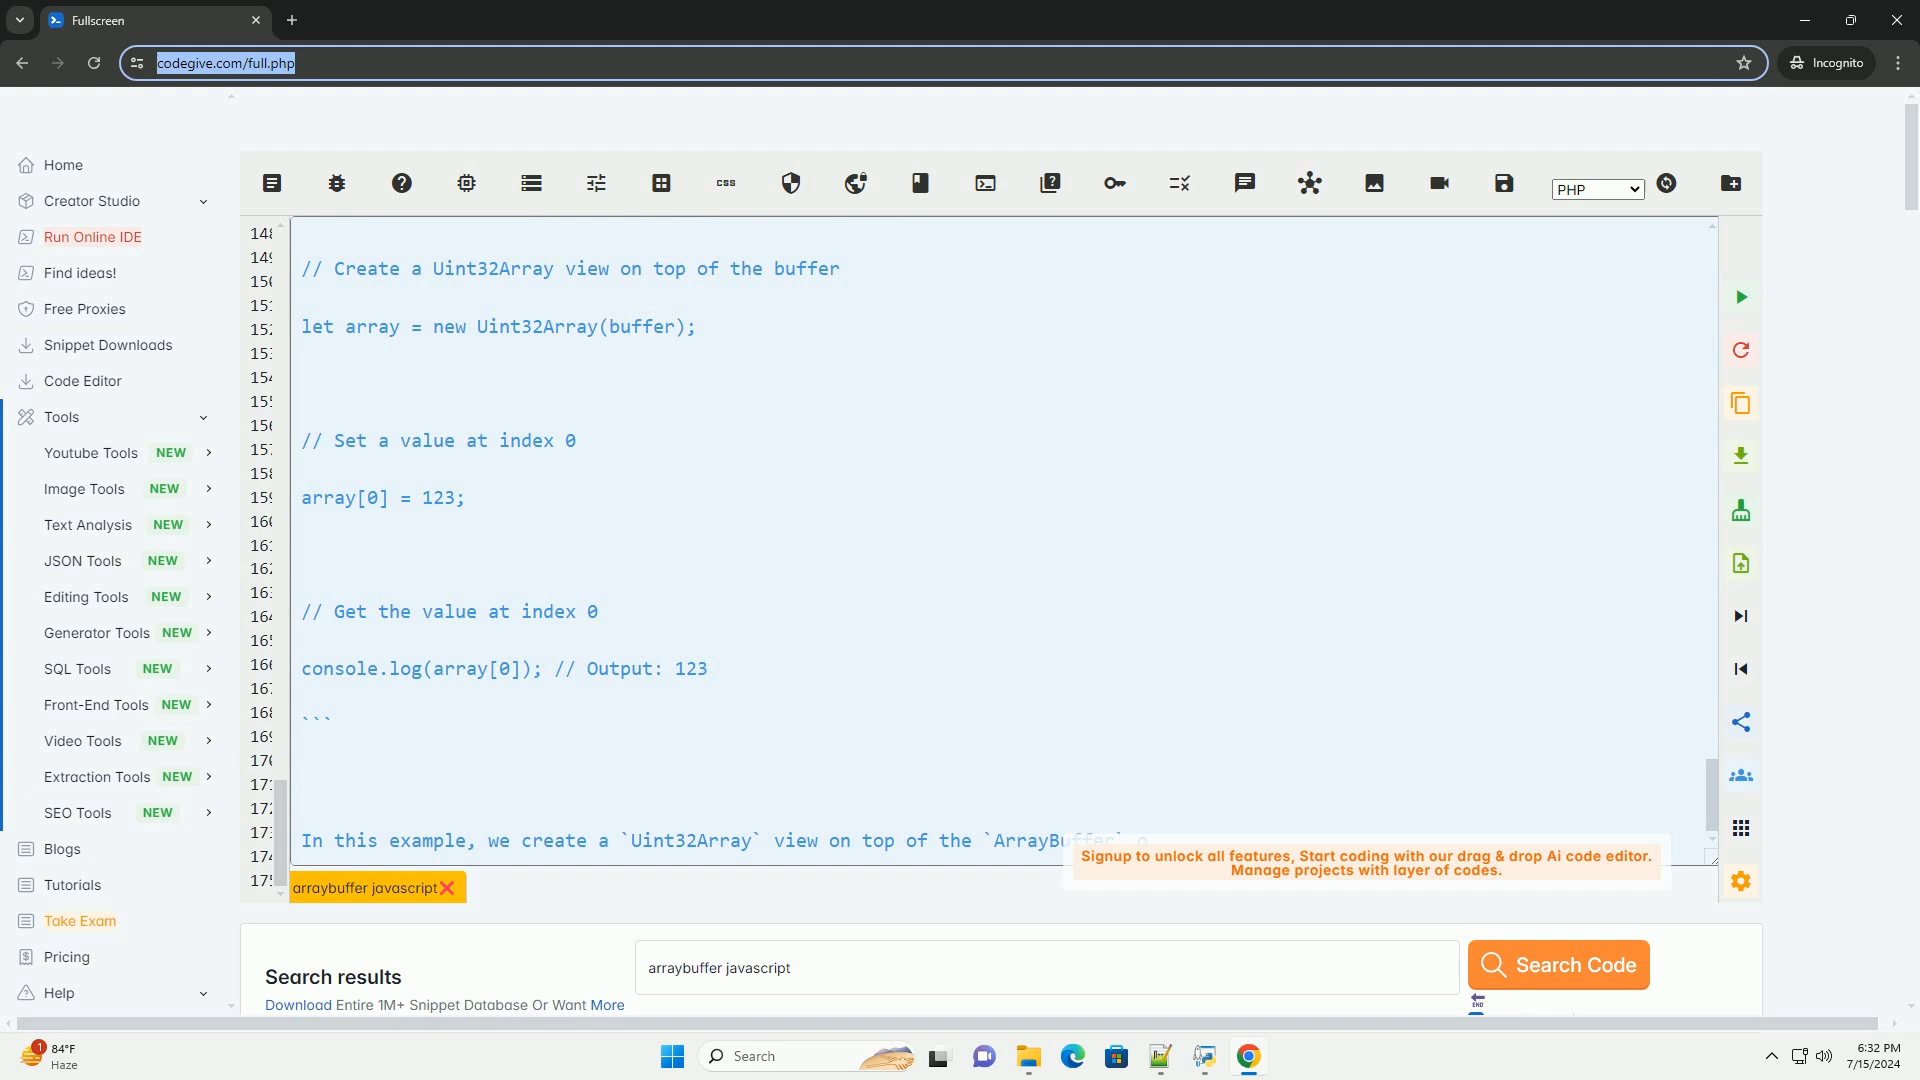 Fullscreen
codegive.com/full.php
Incognito
Home
Creator Studio
Run Online IDE
Find ideas!
Free Proxies
Snippet Downloads
Code Editor
Tools
Youtube Tools NEW
Image Tools NEW
Text Analysis NEW
JSON Tools NEW
Editing Tools NEW
Generator Tools NEW
SQL Tools NEW
Front-End Tools NEW
Video Tools NEW
Extraction Tools NEW
SEO Tools NEW
Blogs
Tutorials
Take Exam
Pricing
Help
css
PHP
// Create a Uint32Array view on top of the buffer
let array = new Uint32Array(buffer);
// Set a value at index 0
array[0] = 123;
// Get the value at index 0
console.log(array[0]); // Output: 123
```
In this example, we create a `Uint32Array` view on top of the `ArrayBuffer` o
Signup to unlock all features, Start coding with our drag & drop Ai code editor.
Manage projects with layer of codes.
arraybuffer javascript
Search results
Download Entire 1M+ Snippet Database Or Want More
arraybuffer javascript
Search Code
END
1
84°F
Haze
Search
6:32 PM
7/15/2024